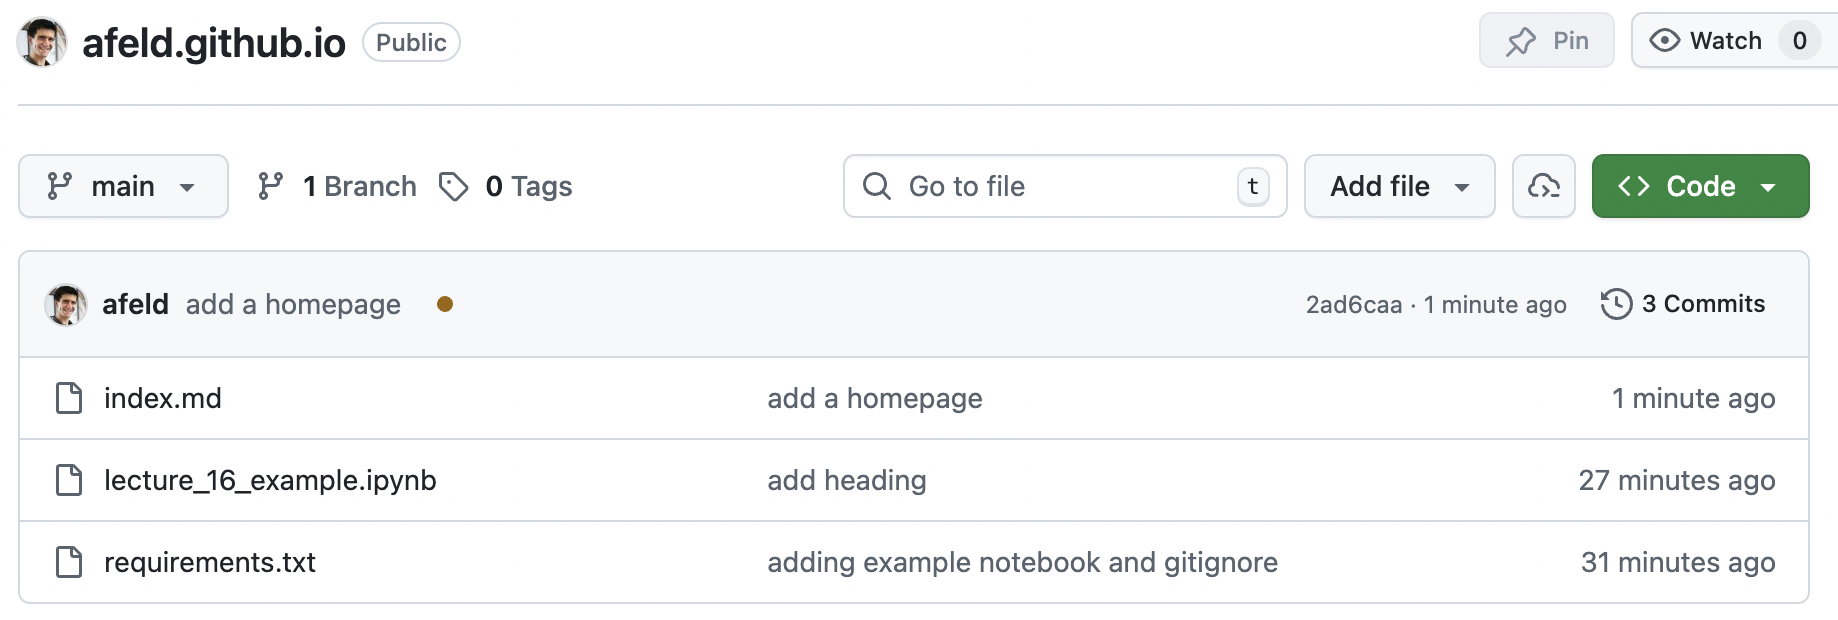 afeld.github.io Public Pin Watch 0
main 1 Branch 0 Tags Go to file t Add file Code
afeld add a homepage 2ad6caa · 1 minute ago 3 Commits
index.md add a homepage 1 minute ago
lecture_16_example.ipynb add heading 27 minutes ago
requirements.txt adding example notebook and gitignore 31 minutes ago